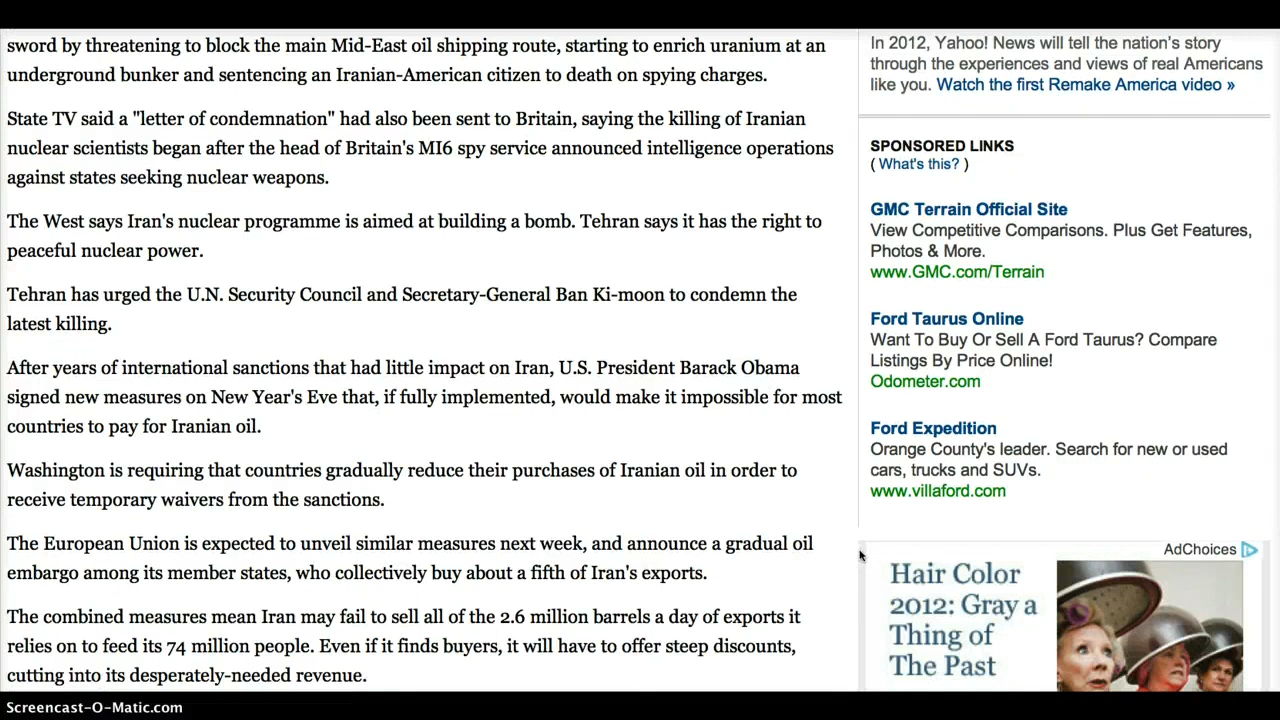 sword by threatening to block the main Mid-East oil shipping route, starting to enrich uranium at an
underground bunker and sentencing an Iranian-American citizen to death on spying charges.
State TV said a "letter of condemnation" had also been sent to Britain, saying the killing of Iranian
nuclear scientists began after the head of Britain's MI6 spy service announced intelligence operations
against states seeking nuclear weapons.
The West says Iran's nuclear programme is aimed at building a bomb. Tehran says it has the right to
peaceful nuclear power.
Tehran has urged the U.N. Security Council and Secretary-General Ban Ki-moon to condemn the
latest killing.
After years of international sanctions that had little impact on Iran, U.S. President Barack Obama
signed new measures on New Year's Eve that, if fully implemented, would make it impossible for most
countries to pay for Iranian oil.
Washington is requiring that countries gradually reduce their purchases of Iranian oil in order to
receive temporary waivers from the sanctions.
The European Union is expected to unveil similar measures next week, and announce a gradual oil
embargo among its member states, who collectively buy about a fifth of Iran's exports.
The combined measures mean Iran may fail to sell all of the 2.6 million barrels a day of exports it
relies on to feed its 74 million people. Even if it finds buyers, it will have to offer steep discounts,
cutting into its desperately-needed revenue.
In 2012, Yahoo! News will tell the nation's story
through the experiences and views of real Americans
like you. Watch the first Remake America video »
SPONSORED LINKS
( What's this? )
GMC Terrain Official Site
View Competitive Comparisons. Plus Get Features,
Photos & More.
www.GMC.com/Terrain
Ford Taurus Online
Want To Buy Or Sell A Ford Taurus? Compare
Listings By Price Online!
Odometer.com
Ford Expedition
Orange County's leader. Search for new or used
cars, trucks and SUVs.
www.villaford.com
AdChoices
Hair Color
2012: Gray a
Thing of
The Past
Screencast-O-Matic.com